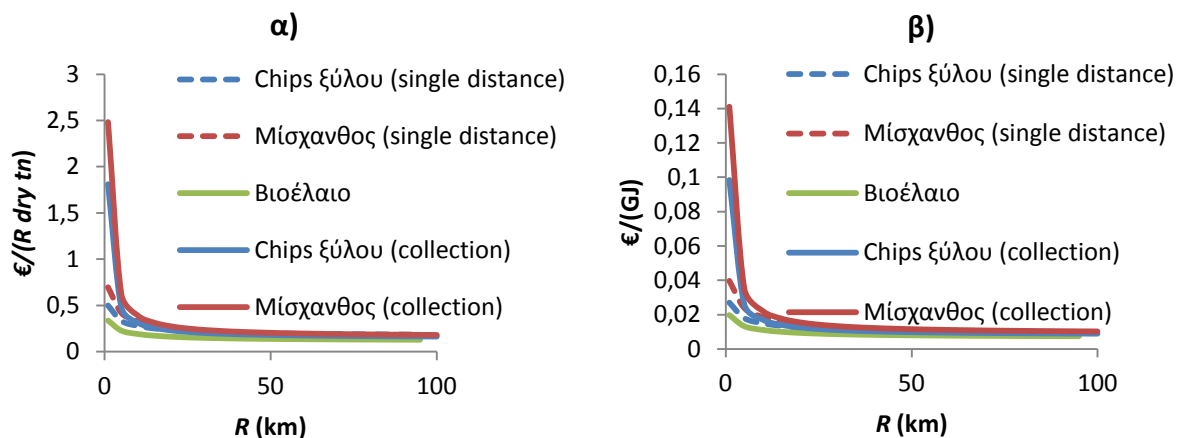 α)
€/(R dry tn)
3
2,5
2
1,5
1
0,5
0
Chips ξύλου (single distance)
Μίσχανθος (single distance)
Βιοέλαιο
Chips ξύλου (collection)
Μίσχανθος (collection)
0
50
100
R (km)
β)
€/(GJ)
0,16
0,14
0,12
0,1
0,08
0,06
0,04
0,02
0
Chips ξύλου (single distance)
Μίσχανθος (single distance)
Βιοέλαιο
Chips ξύλου (collection)
Μίσχανθος (collection)
0
50
100
R (km)